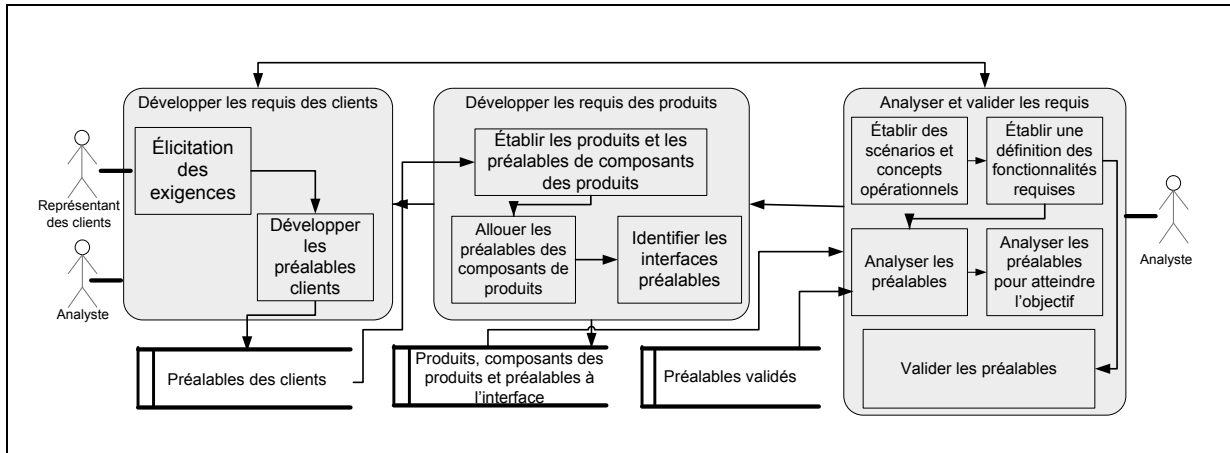 Développer les requis des clients
Élicitation
des
exigences
Développer
les
préalables
clients
Représentant
des clients
Analyste
Préalables des clients
Développer les requis des produits
Établir les produits et les
préalables de composants
des produits
Allouer les
préalables des
composants de
produits
Identifier les
interfaces
préalables
Produits, composants des
produits et préalables à
l’interface
Préalables validés
Analyser et valider les requis
Établir des
scénarios et
concepts
opérationnels
Établir une
définition des
fonctionnalités
requises
Analyser les
préalables
Analyser les
préalables
pour atteindre
l’objectif
Valider les préalables
Analyste